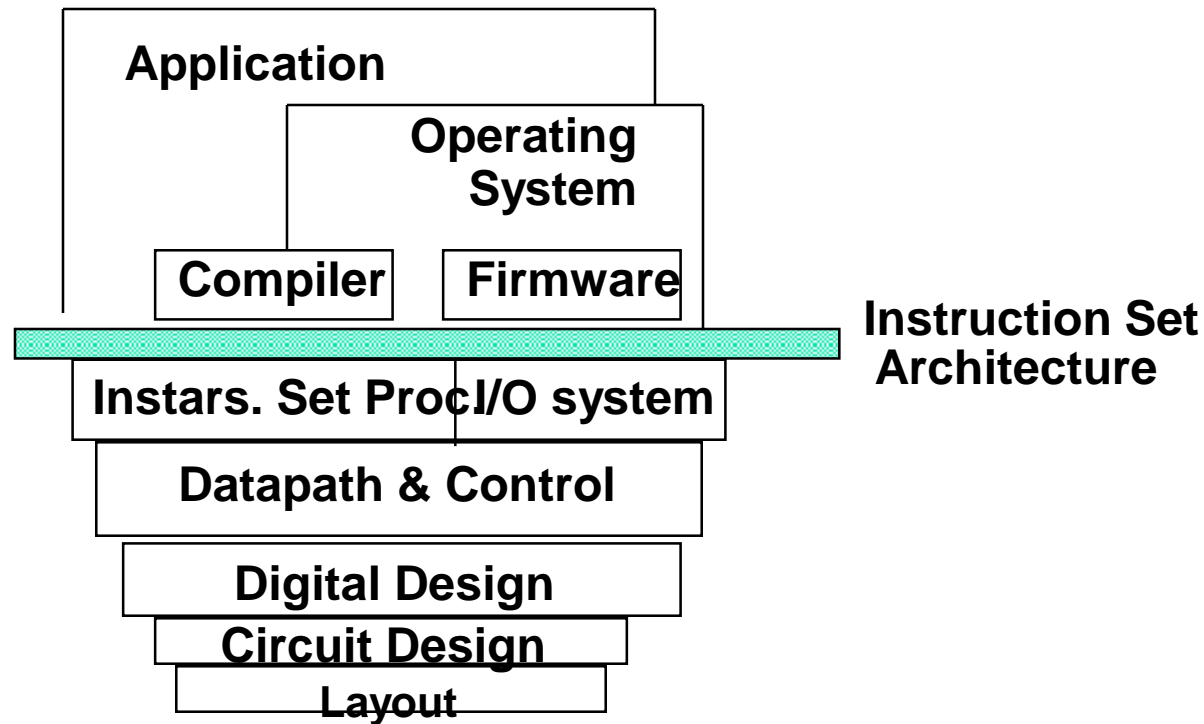 Application
Operating
System
Compiler
Firmware
Instruction Set
Architecture
Instars. Set Proc.
I/O system
Datapath & Control
Digital Design
Circuit Design
Layout